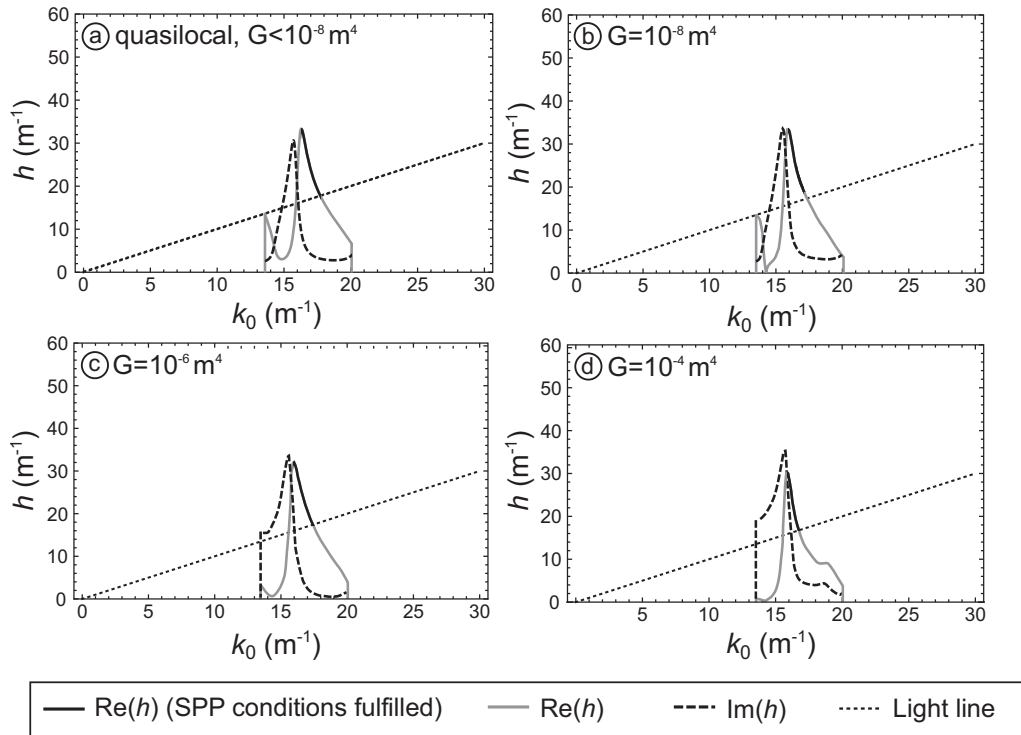 ⓐ quasilocal, G<10⁻⁸ m⁴
60
50
40
30
20
10
0
h (m⁻¹)
0 5 10 15 20 25 30
k₀ (m⁻¹)
ⓑ G=10⁻⁸ m⁴
60
50
40
30
20
10
0
h (m⁻¹)
0 5 10 15 20 25 30
k₀ (m⁻¹)
ⓒ G=10⁻⁶ m⁴
60
50
40
30
20
10
0
h (m⁻¹)
0 5 10 15 20 25 30
k₀ (m⁻¹)
ⓓ G=10⁻⁴ m⁴
60
50
40
30
20
10
0
h (m⁻¹)
0 5 10 15 20 25 30
k₀ (m⁻¹)
Re(h) (SPP conditions fulfilled) Re(h) Im(h) Light line